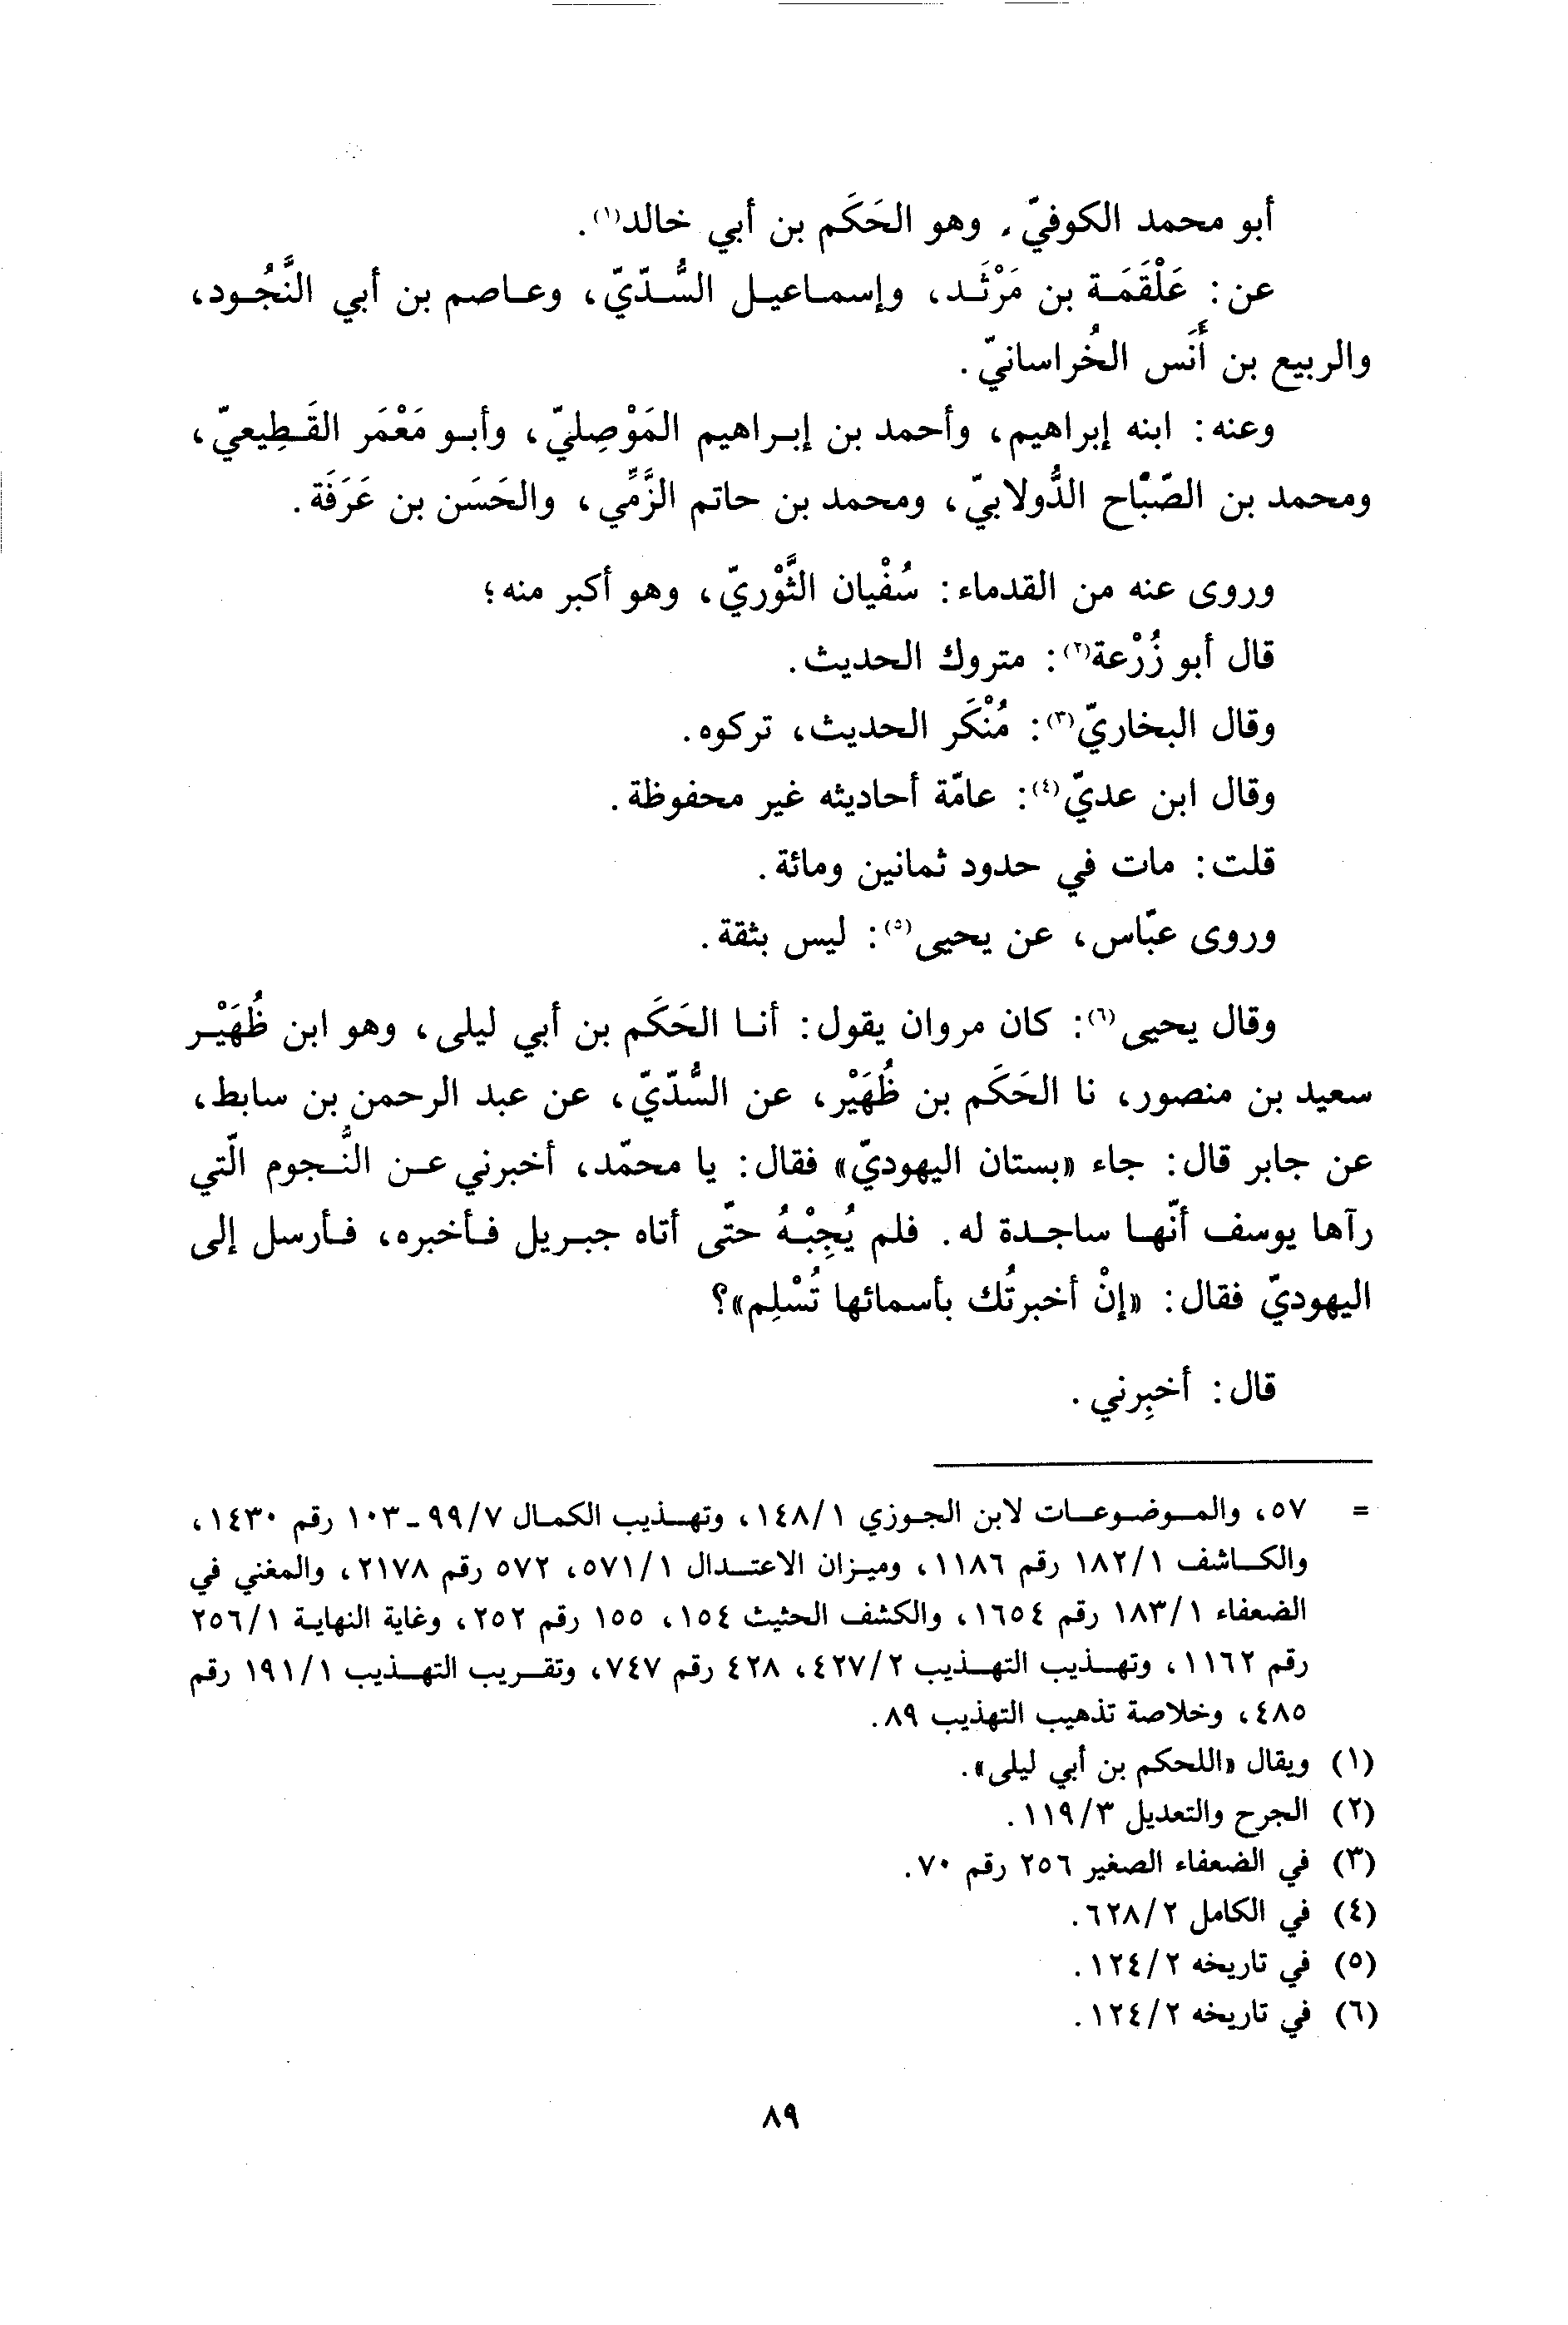 أبو محمد الكوفيّ، وهو الحَكَم بن أبي خالد(١).
عن: عَلْقَمَة بن مَرْثَد، وإسماعيل السُّدّيّ، وعاصم بن أبي النَّجُود،
والربيع بن أَنَس الخُراسانيّ.
وعنه: ابنه إبراهيم، وأحمد بن إبراهيم المَوْصِليّ، وأبو مَعْمَر القَطِيعيّ،
ومحمد بن الصّبّاح الدُّولابيّ، ومحمد بن حاتم الزَّمِّي، والحَسَن بن عَرَفَة.
وروى عنه من القدماء: سُفْيان الثَّوْريّ، وهو أكبر منه؛
قال أبو زُرْعة(٢): متروك الحديث.
وقال البخاريّ(٣): مُنْكَر الحديث، تركوه.
وقال ابن عديّ(٤): عامّة أحاديثه غير محفوظة.
قلت: مات في حدود ثمانين ومائة.
وروى عبّاس، عن يحيى(٥): ليس بثقة.
وقال يحيى(٦): كان مروان يقول: أنا الحَكَم بن أبي ليلى، وهو ابن ظُهَيْر
سعيد بن منصور، نا الحَكَم بن ظُهَيْر، عن السُّدّيّ، عن عبد الرحمن بن سابط،
عن جابر قال: جاء «بستان اليهوديّ» فقال: يا محمّد، أخبرني عن النُّجوم الّتي
رآها يوسف أنّها ساجدة له. فلم يُجِبْهُ حتّى أتاه جبريل فأخبره، فأرسل إلى
اليهوديّ فقال: «إنْ أخبرتُك بأسمائها تُسْلِم»؟
قال: أخبِرني.
= ٥٧، والموضوعات لابن الجوزي ١/١٤٨، وتهذيب الكمال ٧/٩٩ - ١٠٣ رقم ١٤٣٠،
والكاشف ١/١٨٢ رقم ١١٨٦، وميزان الاعتدال ١/٥٧١، ٥٧٢ رقم ٢١٧٨، والمغني في
الضعفاء ١/١٨٣ رقم ١٦٥٤، والكشف الحثيث ١٥٤، ١٥٥ رقم ٢٥٢، وغاية النهاية ١/٢٥٦
رقم ١١٦٢، وتهذيب التهذيب ٢/٤٢٧، ٤٢٨ رقم ٧٤٧، وتقريب التهذيب ١/١٩١ رقم
٤٨٥، وخلاصة تذهيب التهذيب ٨٩.
(١) ويقال «اللحكم بن أبي ليلى».
(٢) الجرح والتعديل ٣/١١٩.
(٣) في الضعفاء الصغير ٢٥٦ رقم ٧٠.
(٤) في الكامل ٢/٦٢٨.
(٥) في تاريخه ٢/١٢٤.
(٦) في تاريخه ٢/١٢٤.
٨٩